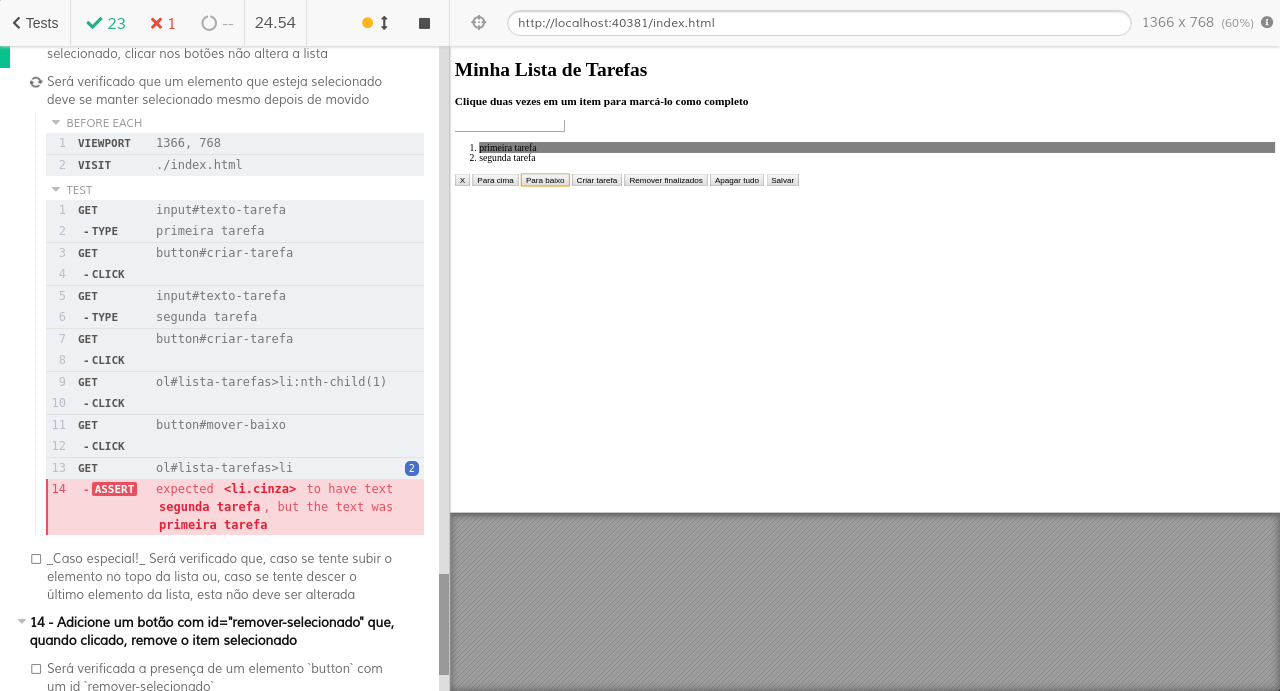 Tests
23
1
--
24.54
http://localhost:40381/index.html
1366 x 768 (60%)
selecionado, clicar nos botões não altera a lista
Será verificado que um elemento que esteja selecionado
deve se manter selecionado mesmo depois de movido
BEFORE EACH
1 VIEWPORT 1366, 768
2 VISIT ./index.html
TEST
1 GET input#texto-tarefa
2 -TYPE primeira tarefa
3 GET button#criar-tarefa
4 -CLICK
5 GET input#texto-tarefa
6 -TYPE segunda tarefa
7 GET button#criar-tarefa
8 -CLICK
9 GET ol#lista-tarefas>li:nth-child(1)
10 -CLICK
11 GET button#mover-baixo
12 -CLICK
13 GET ol#lista-tarefas>li 2
14 -ASSERT expected <li.cinza> to have text
segunda tarefa, but the text was
primeira tarefa
_Caso especial!_ Será verificado que, caso se tente subir o
elemento no topo da lista ou, caso se tente descer o
último elemento da lista, esta não deve ser alterada
14 - Adicione um botão com id="remover-selecionado" que,
quando clicado, remove o item selecionado
Será verificada a presença de um elemento `button` com
um id `remover-selecionado`
Minha Lista de Tarefas
Clique duas vezes em um item para marcá-lo como completo
1. primeira tarefa
2. segunda tarefa
X Para cima Para baixo Criar tarefa Remover finalizados Apagar tudo Salvar